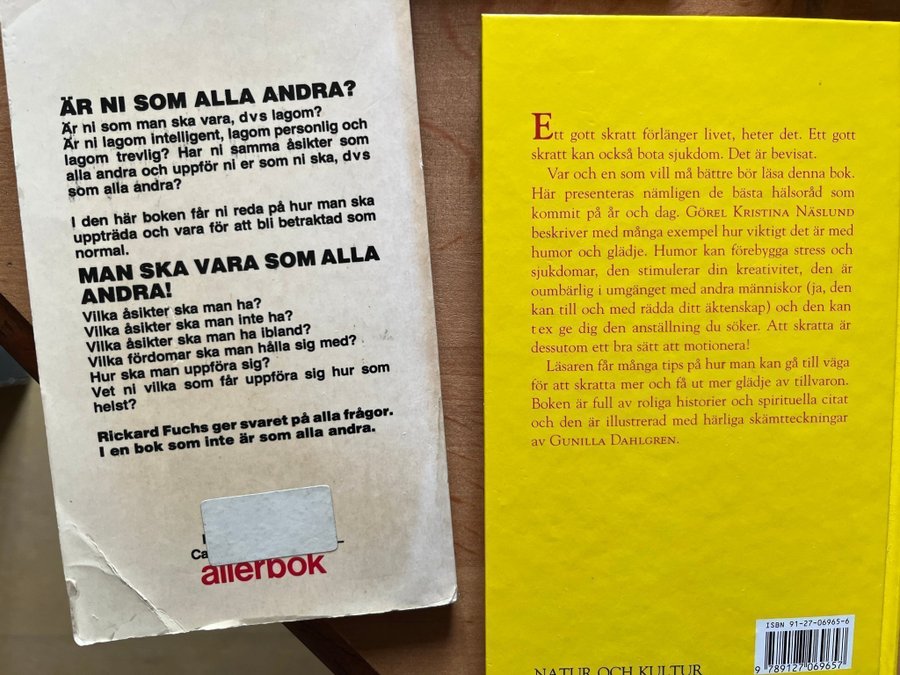 ÄR NI SOM ALLA ANDRA?
Är ni som man ska vara, dvs lagom?
Är ni lagom intelligent, lagom personlig och
lagom trevlig? Har ni samma åsikter som
alla andra och uppför ni er som ni ska, dvs
som alla andra?
I den här boken får ni reda på hur man ska
uppträda och vara för att bli betraktad som
normal.
MAN SKA VARA SOM ALLA
ANDRA!
Vilka åsikter ska man ha?
Vilka åsikter ska man inte ha?
Vilka åsikter ska man ha ibland?
Vilka fördomar ska man hålla sig med?
Hur ska man uppföra sig?
Vet ni vilka som får uppföra sig hur som
helst?
Rickard Fuchs ger svaret på alla frågor.
I en bok som inte är som alla andra.
allerbok
Ett gott skratt förlänger livet, heter det. Ett gott
skratt kan också bota sjukdom. Det är bevisat.
Var och en som vill må bättre bör läsa denna bok.
Här presenteras nämligen de bästa hälsoråd som
kommit på år och dag. GÖREL KRISTINA NÄSLUND
beskriver med många exempel hur viktigt det är med
humor och glädje. Humor kan förebygga stress och
sjukdomar, den stimulerar din kreativitet, den är
oumbärlig i umgänget med andra människor (ja, den
kan till och med rädda ditt äktenskap) och den kan
t ex ge dig den anställning du söker. Att skratta är
dessutom ett bra sätt att motionera!
Läsaren får många tips på hur man kan gå till väga
för att skratta mer och få ut mer glädje av tillvaron.
Boken är full av roliga historier och spirituella citat
och den är illustrerad med härliga skämtteckningar
av GUNILLA DAHLGREN.
ISBN 91-27-06965-6
9 789127 069657
NATUR OCH KULTUR